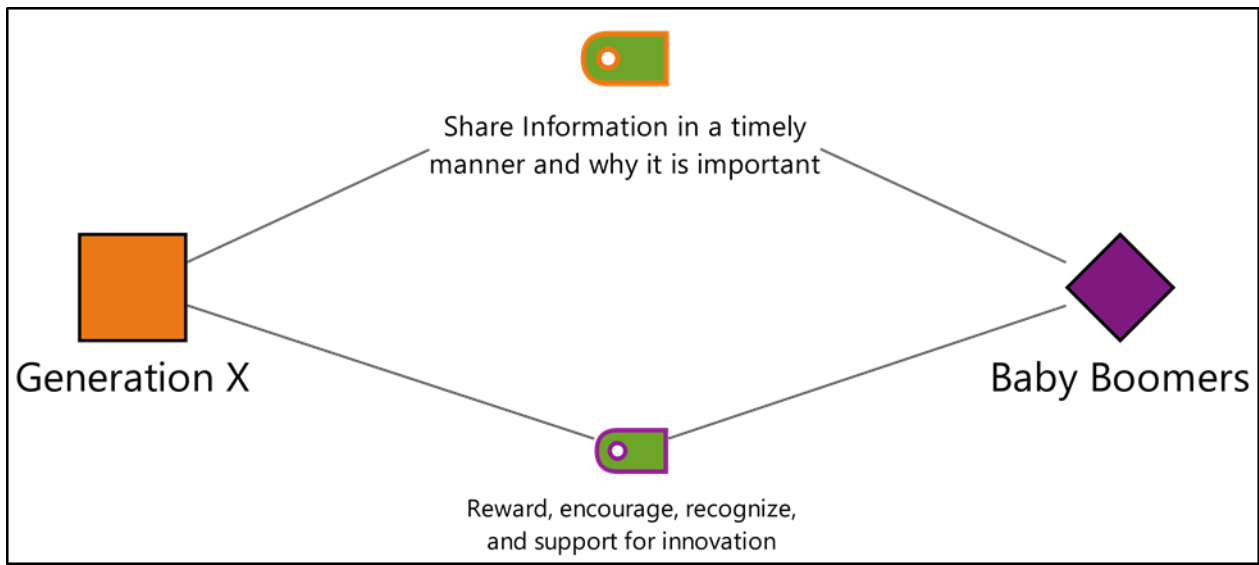 Share Information in a timely
manner and why it is important
Generation X
Baby Boomers
Reward, encourage, recognize,
and support for innovation